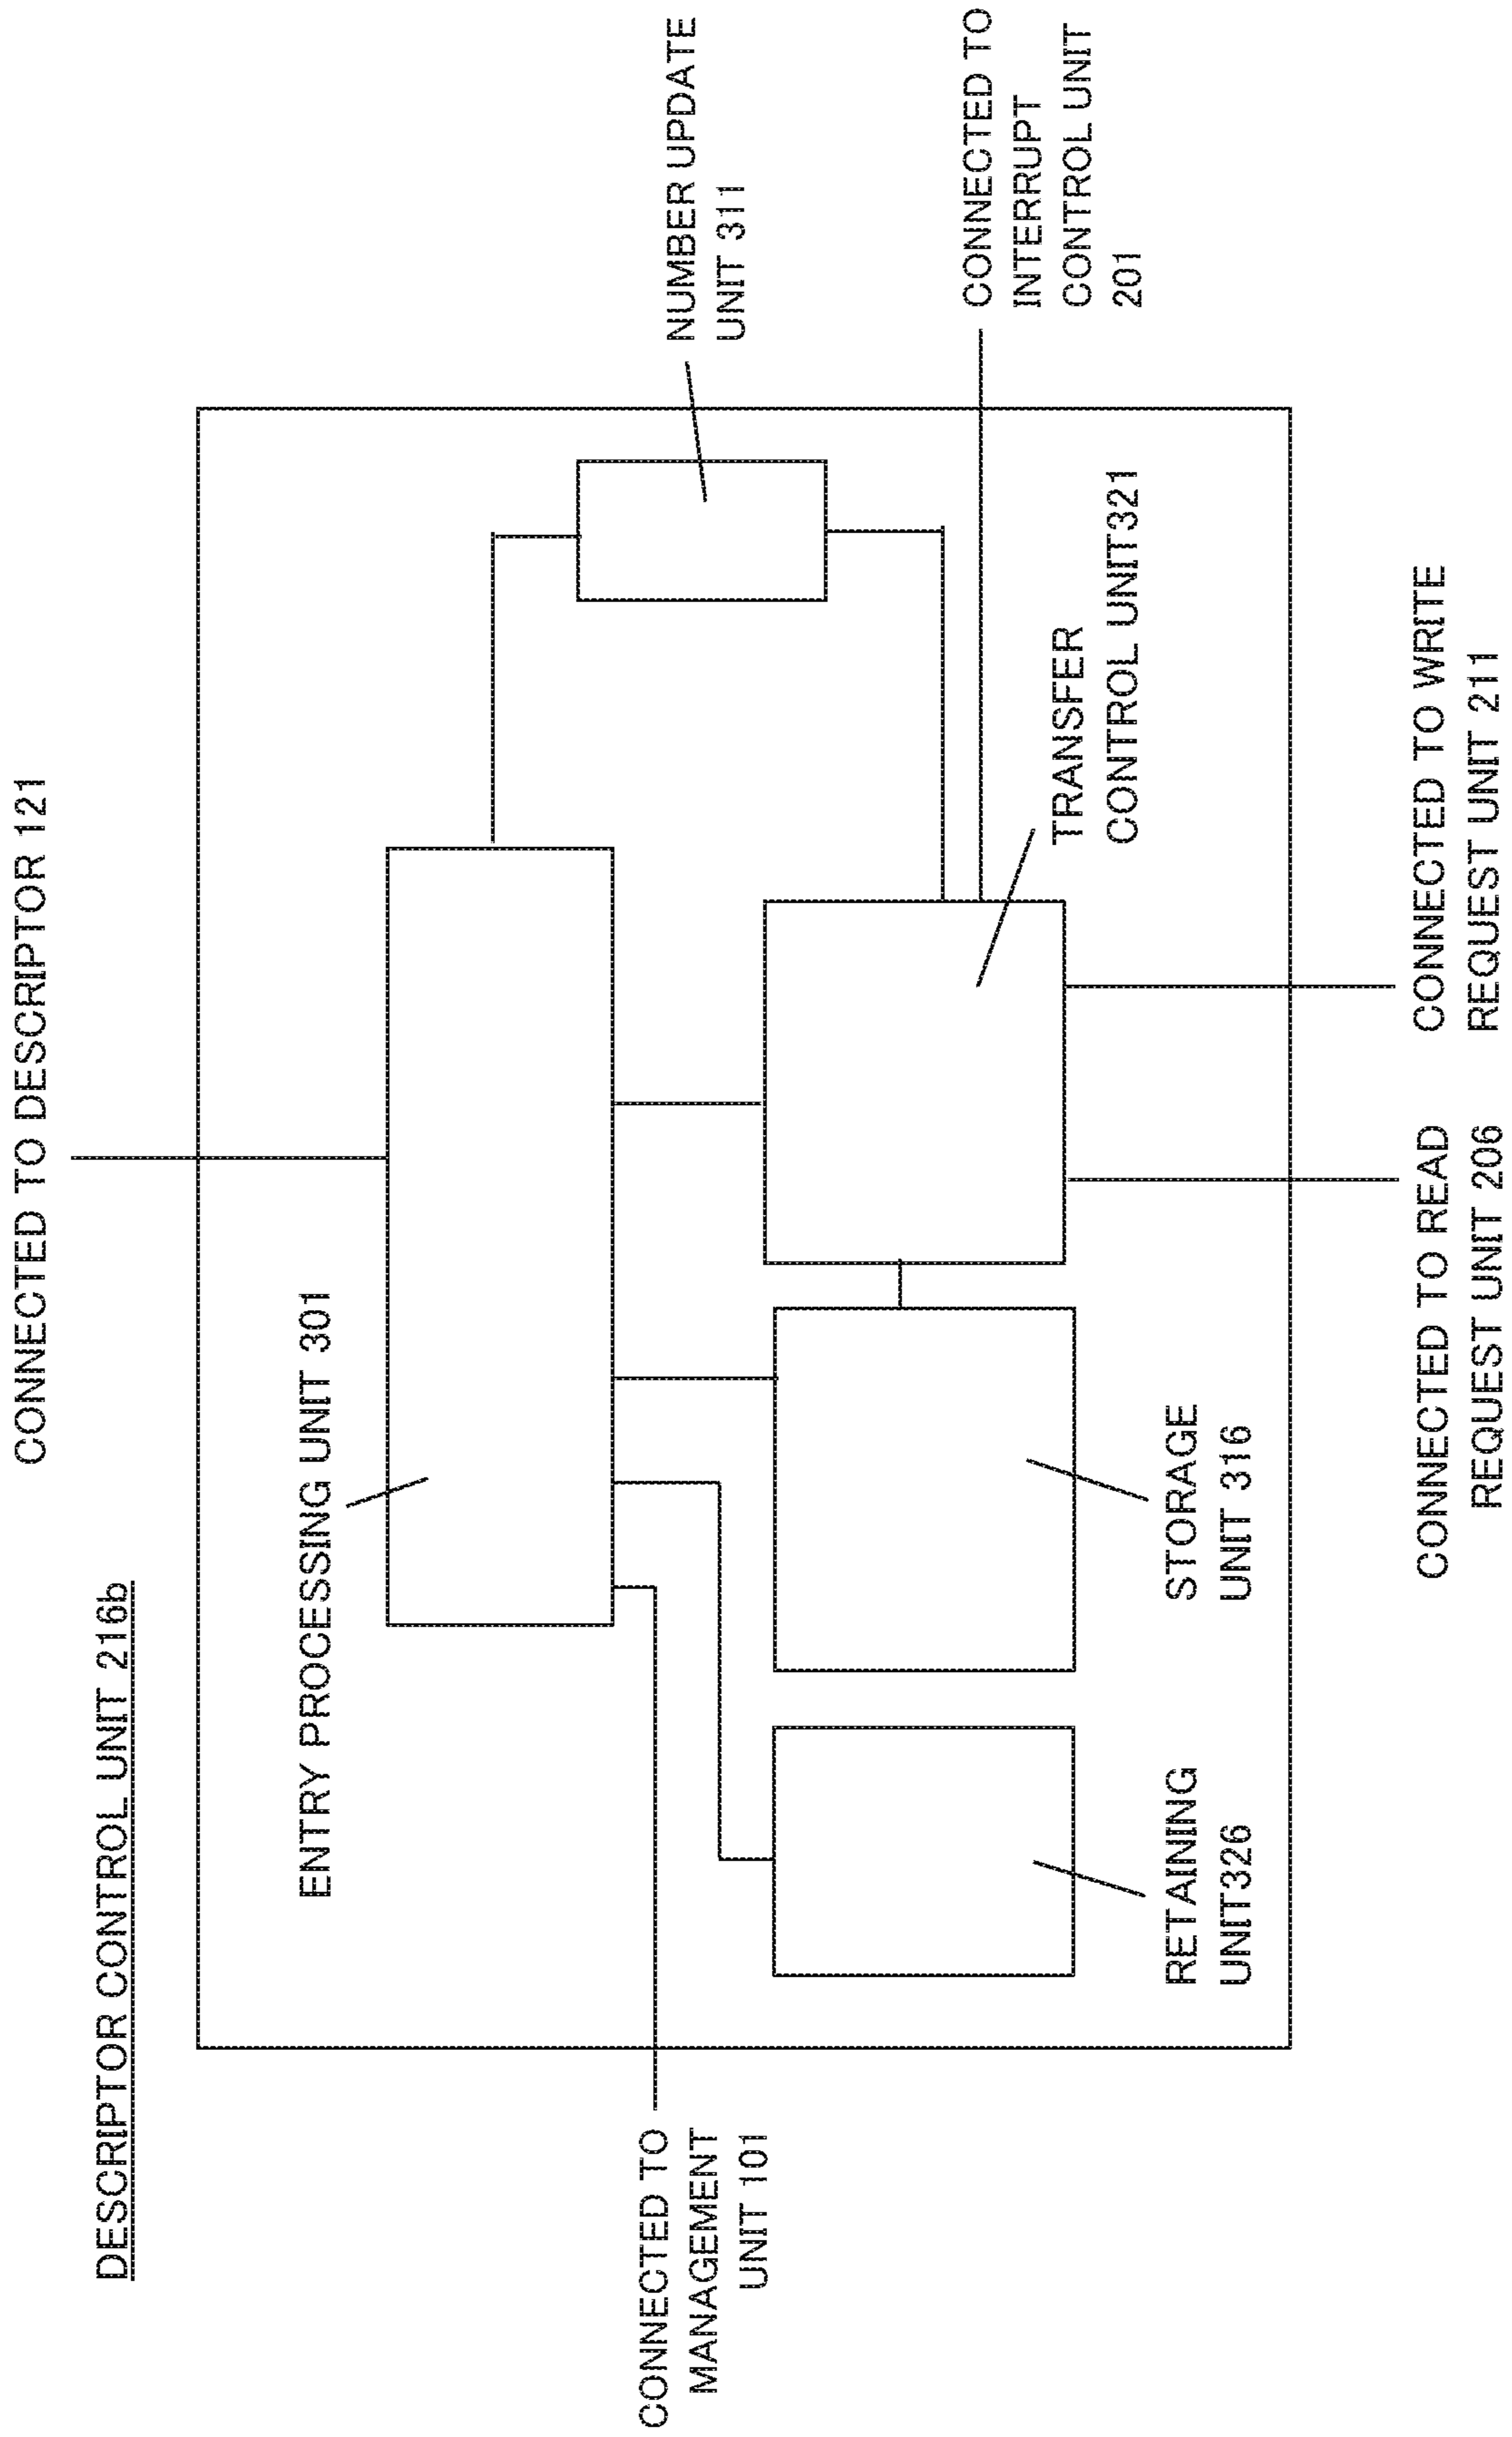 DESCRIPTOR CONTROL UNIT 216b
CONNECTED TO DESCRIPTOR 121
ENTRY PROCESSING UNIT 301
CONNECTED TO
MANAGEMENT
UNIT 101
NUMBER UPDATE
UNIT 311
CONNECTED TO
INTERRUPT
CONTROL UNIT
201
TRANSFER
CONTROL UNIT321
STORAGE
UNIT 316
RETAINING
UNIT326
CONNECTED TO READ
REQUEST UNIT 206
CONNECTED TO WRITE
REQUEST UNIT 211